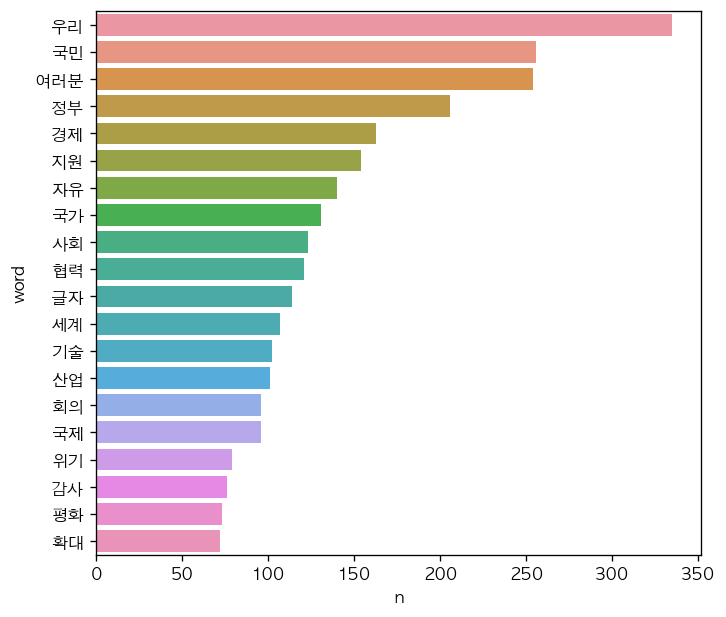 우리
국민
여러분
정부
경제
지원
자유
국가
사회
협력
글자
세계
기술
산업
회의
국제
위기
감사
평화
확대
word
0 50 100 150 200 250 300 350
n